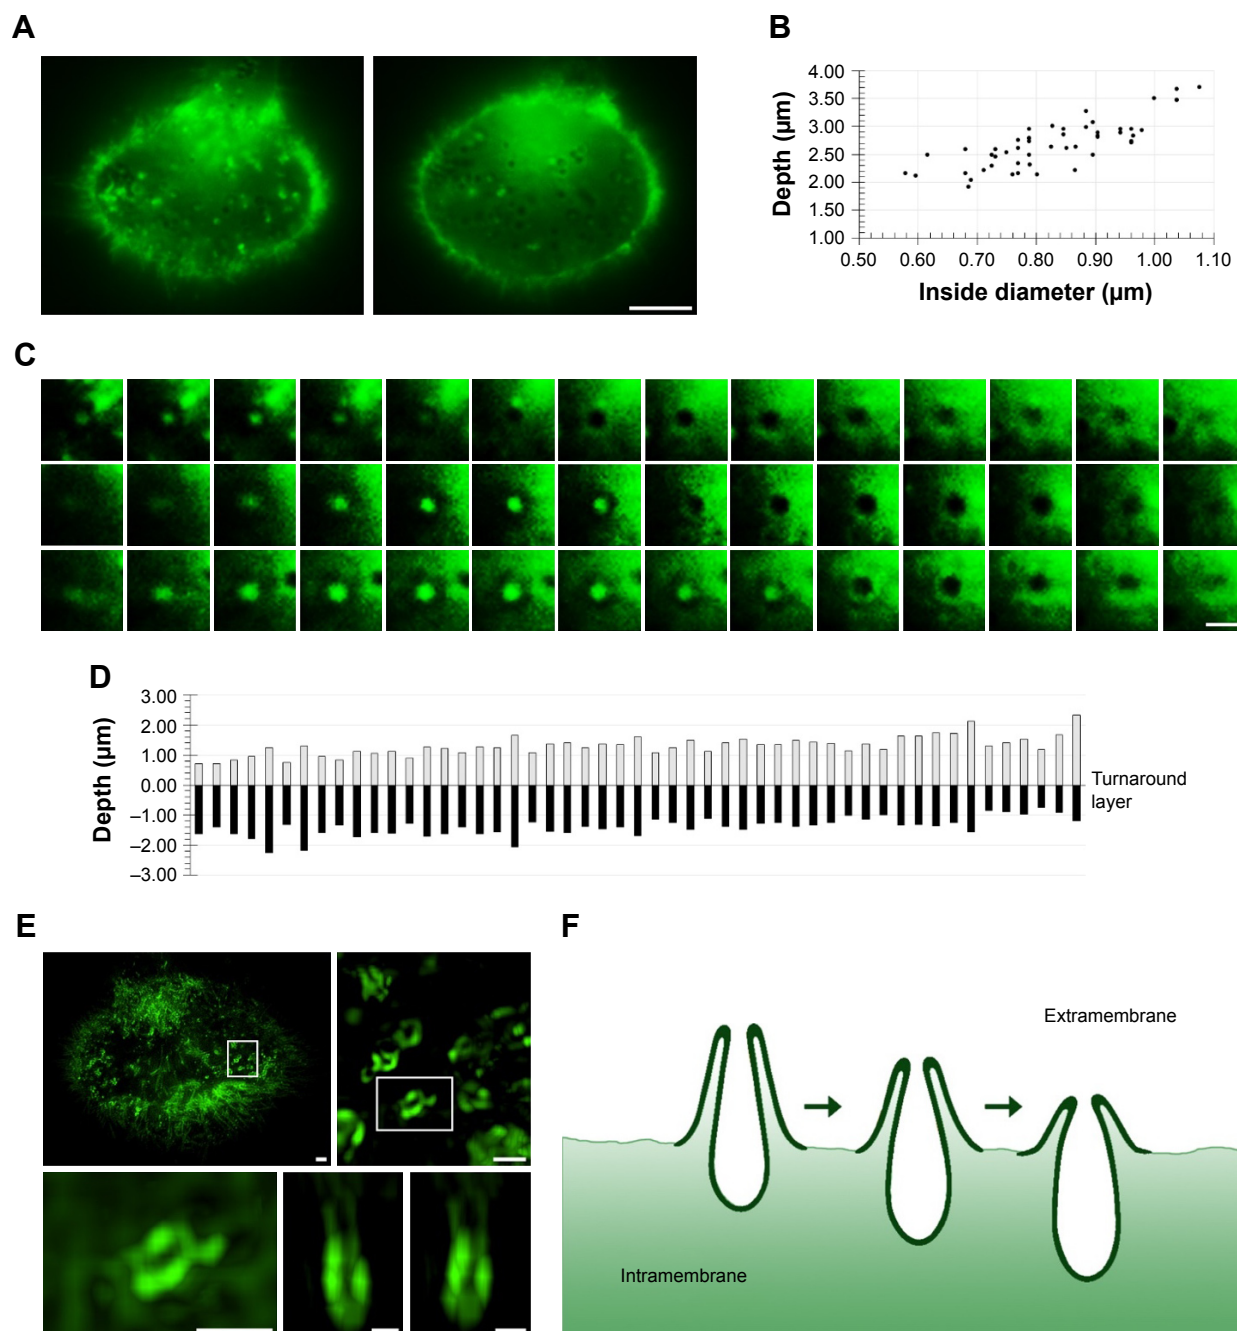 A
B
4.00
3.50
3.00
2.50
2.00
1.50
1.00
Depth (µm)
0.50 0.60 0.70 0.80 0.90 1.00 1.10
Inside diameter (µm)
C
D
3.00
2.00
1.00
0.00
–1.00
–2.00
–3.00
Depth (µm)
Turnaround
layer
E
F
Extramembrane
Intramembrane